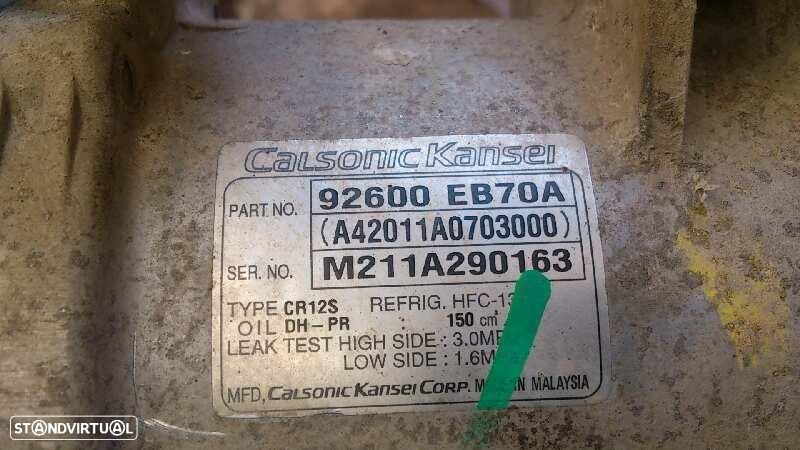 Calsonic Kansei
PART NO. 92600 EB70A
(A42011A0703000)
SER. NO. M211A290163
TYPE CR12S REFRIG. HFC-13
OIL DH-PR : 150 cm
LEAK TEST HIGH SIDE : 3.0MP
LOW SIDE : 1.6M
MFD, CALSONIC KANSEI CORP. IN MALAYSIA
STANDVIRTUAL